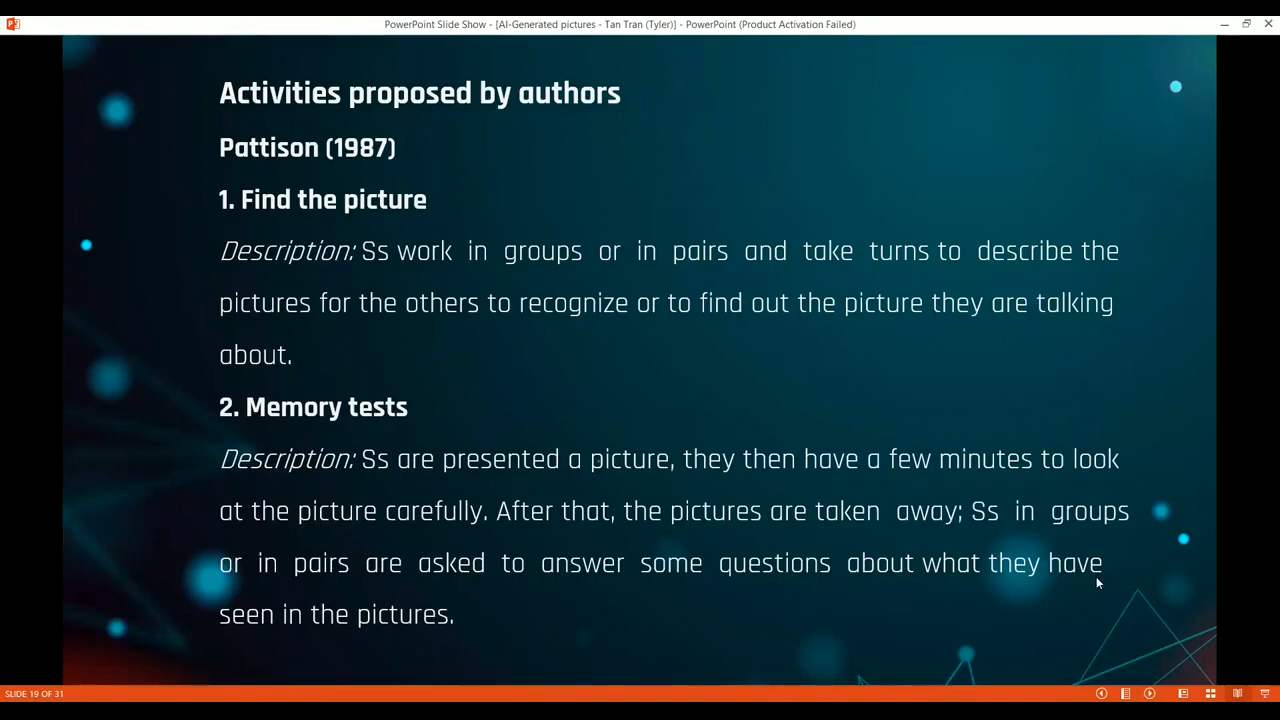 PowerPoint Slide Show - [AI-Generated pictures - Tan Tran (Tyler)] - PowerPoint (Product Activation Failed)
Activities proposed by authors
Pattison (1987)
1. Find the picture
Description: Ss work in groups or in pairs and take turns to describe the
pictures for the others to recognize or to find out the picture they are talking
about.
2. Memory tests
Description: Ss are presented a picture, they then have a few minutes to look
at the picture carefully. After that, the pictures are taken away; Ss in groups
or in pairs are asked to answer some questions about what they have
seen in the pictures.
SLIDE 19 OF 31